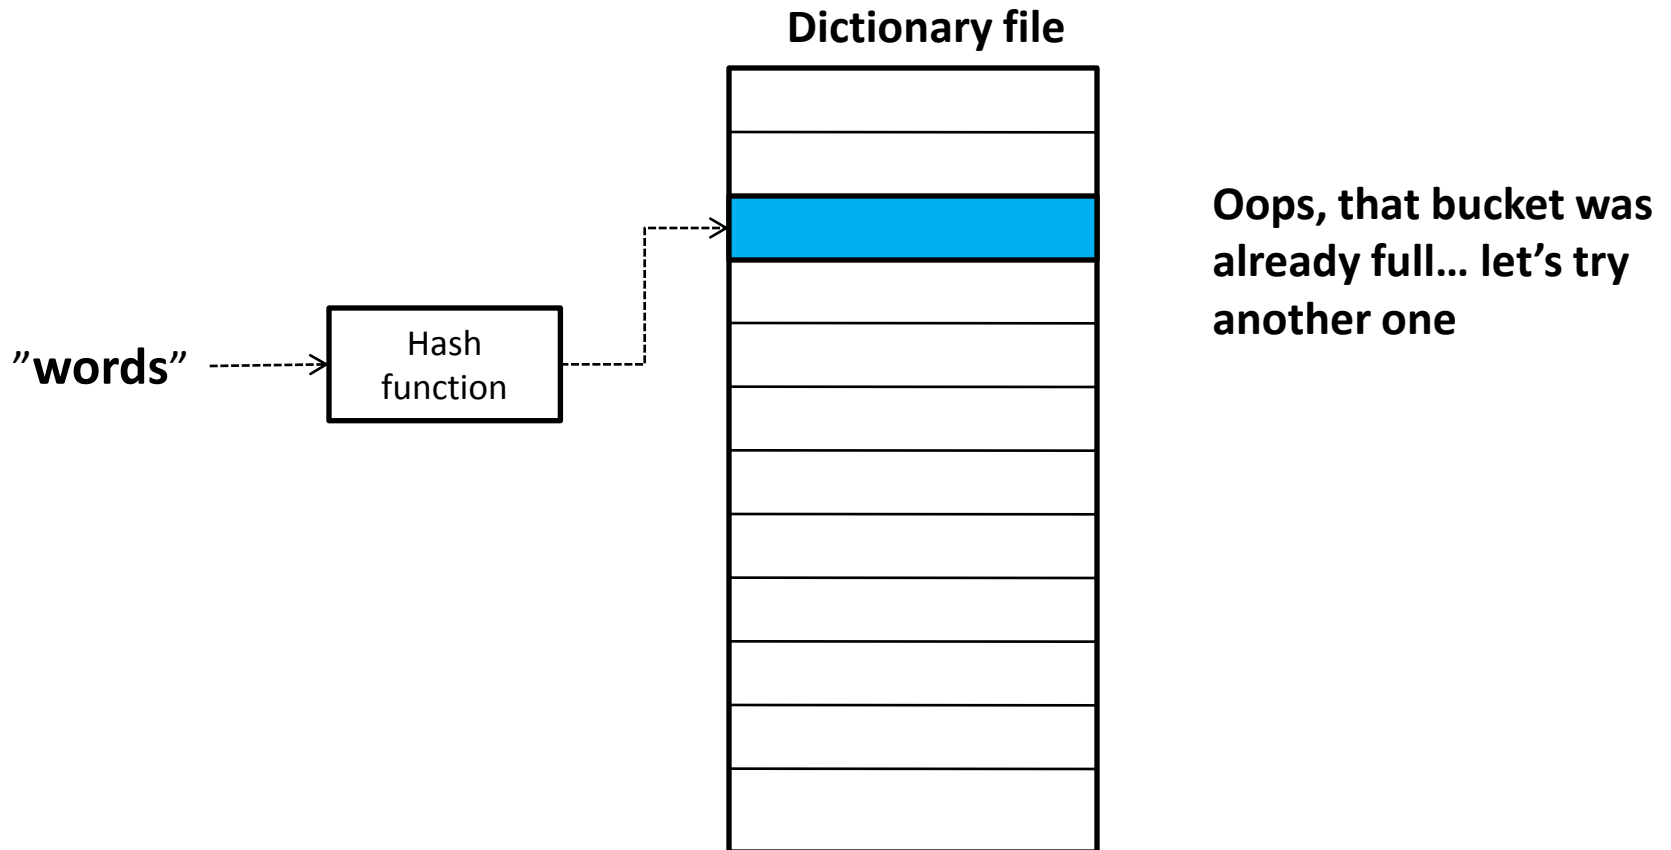 Dictionary file
Oops, that bucket was
already full… let’s try
another one
”words”
Hash
function